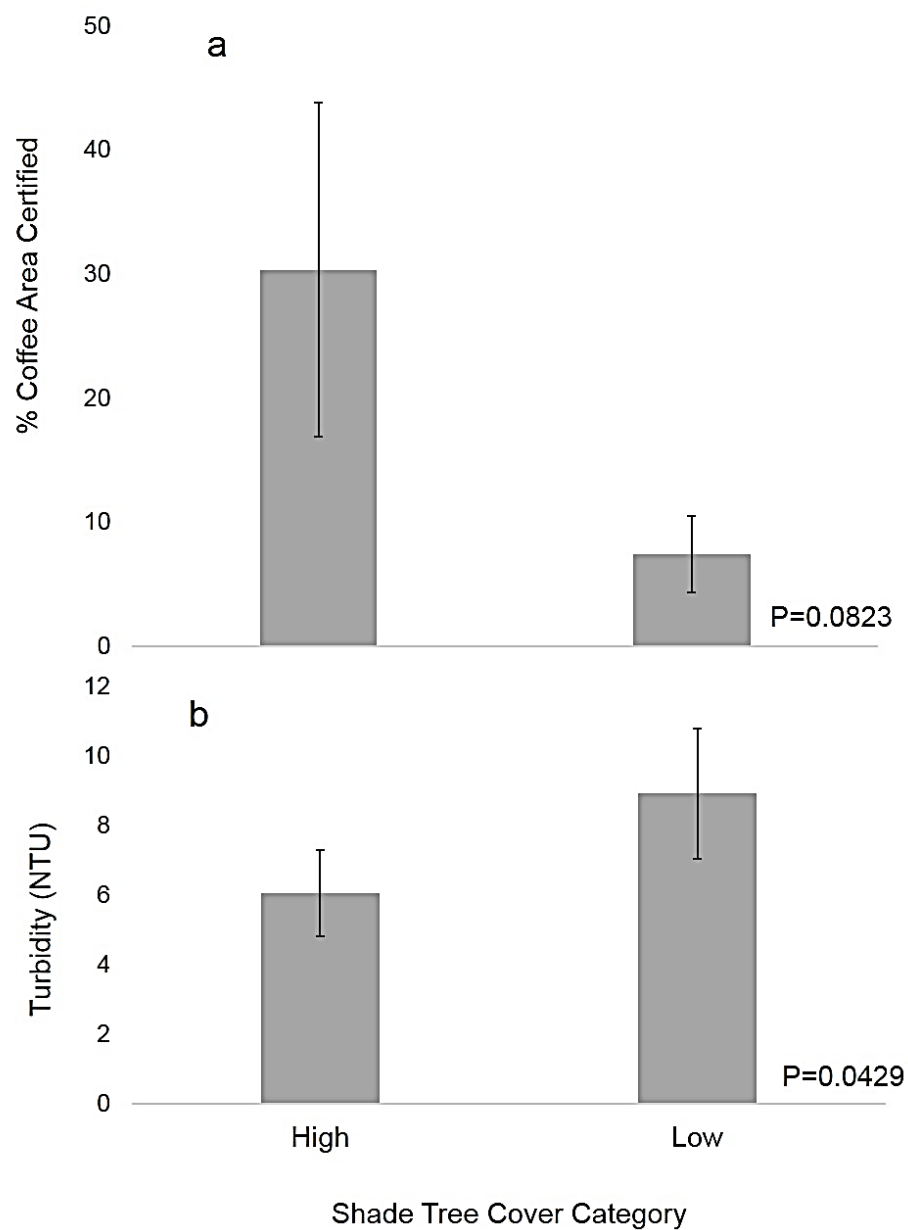 a
% Coffee Area Certified
50
40
30
20
10
0
P=0.0823
b
Turbidity (NTU)
12
10
8
6
4
2
0
P=0.0429
High Low
Shade Tree Cover Category